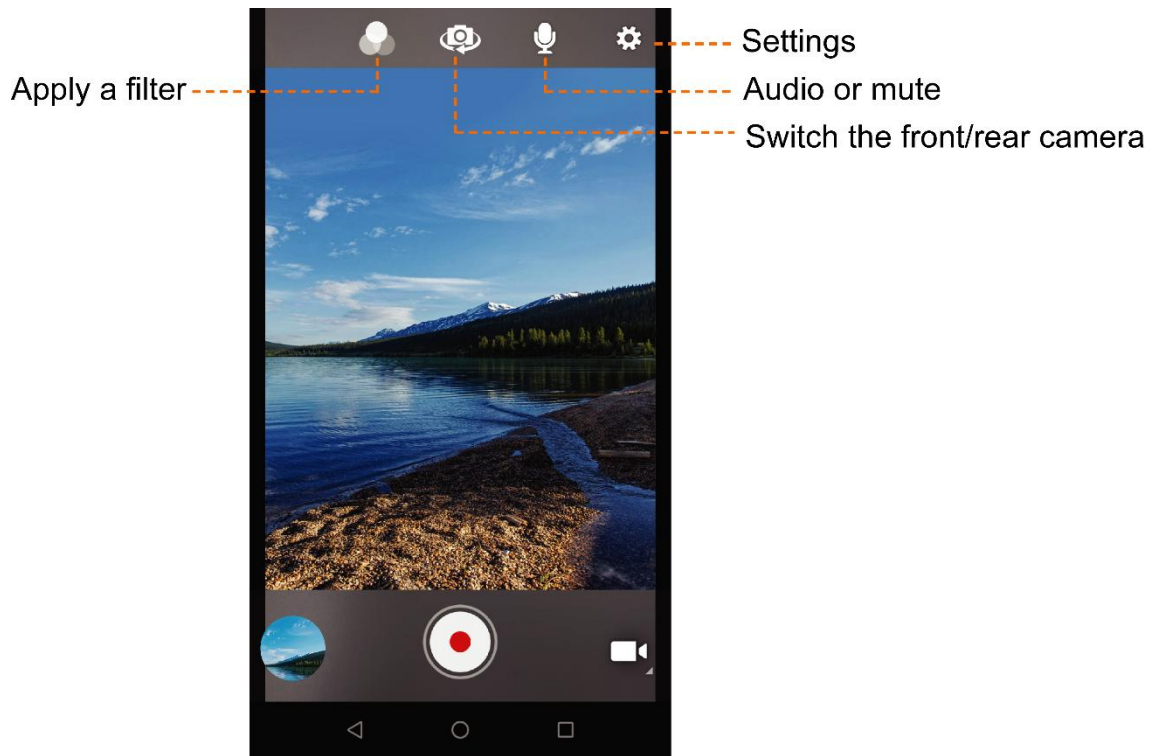 Settings
Apply a filter
Audio or mute
Switch the front/rear camera